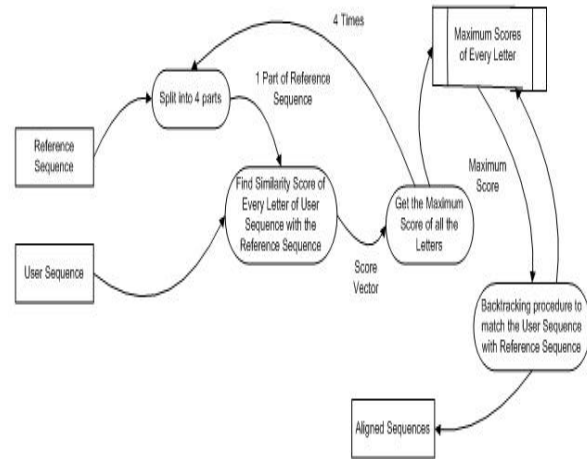 4 Times
Maximum Scores
of Every Letter
Split into 4 parts
1 Part of Reference
Sequence
Reference
Sequence
Find Similarity Score of
Every Letter of User
Sequence with the
Reference Sequence
Maximum
Score
Get the Maximum
Score of all the
Letters
User Sequence
Score
Vector
Backtracking procedure to
match the User Sequence
with Reference Sequence
Aligned Sequences